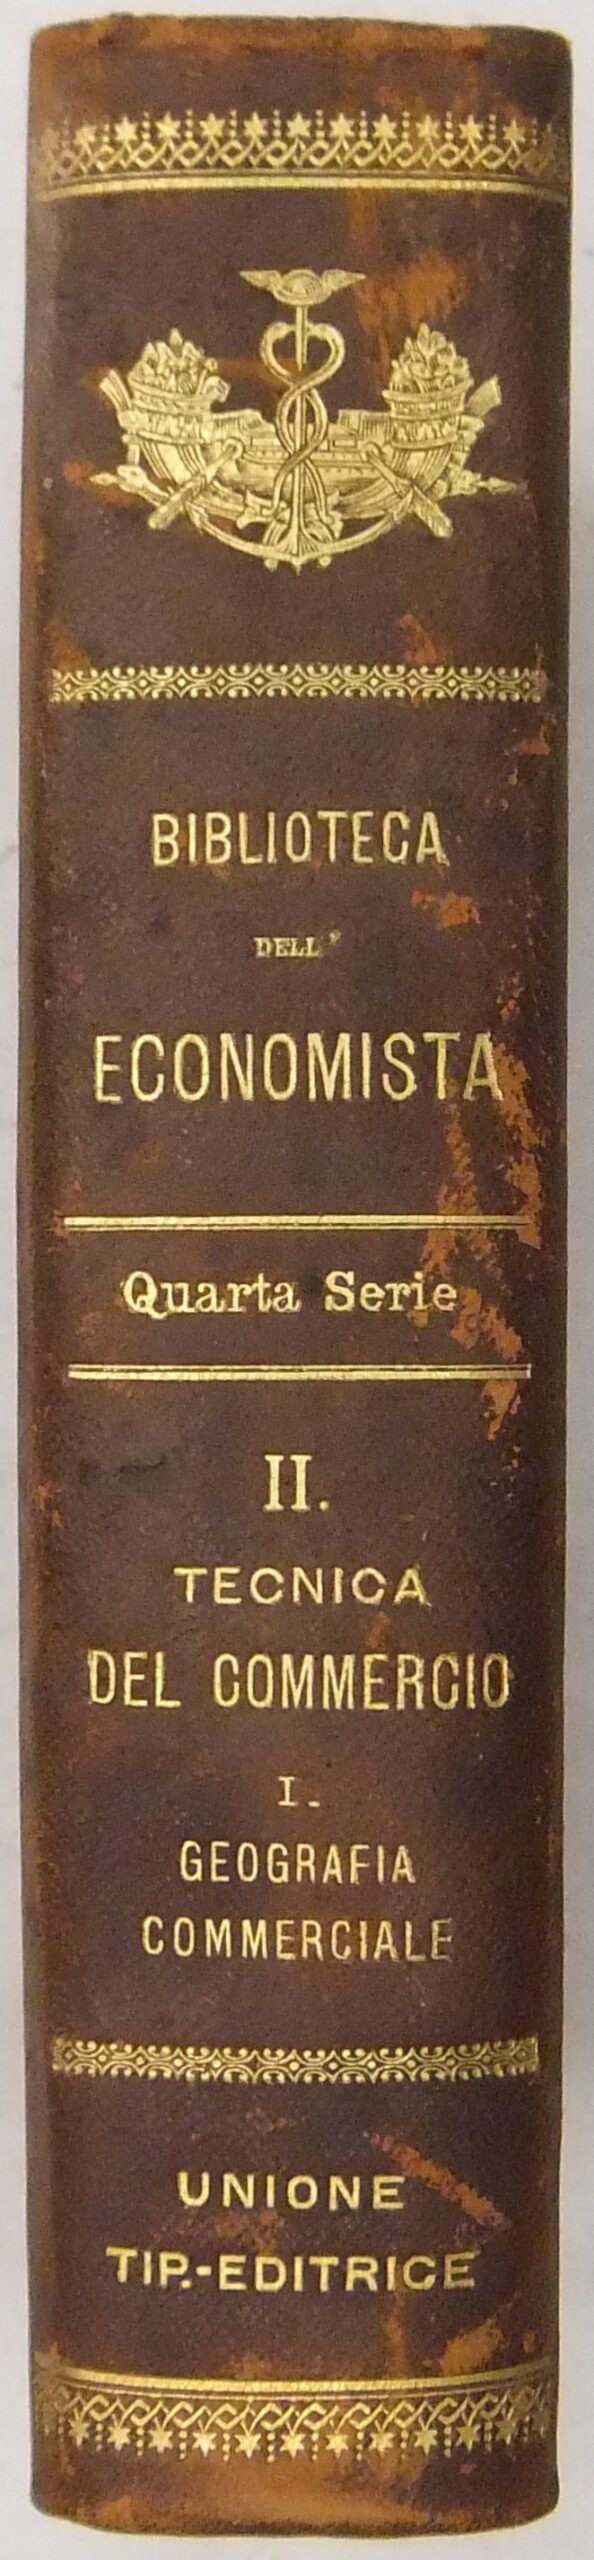 BIBLIOTECA
DELL'
ECONOMISTA
Quarta Serie
II.
TECNICA
DEL COMMERCIO
I.
GEOGRAFIA
COMMERCIALE
UNIONE
TIP.-EDITRICE